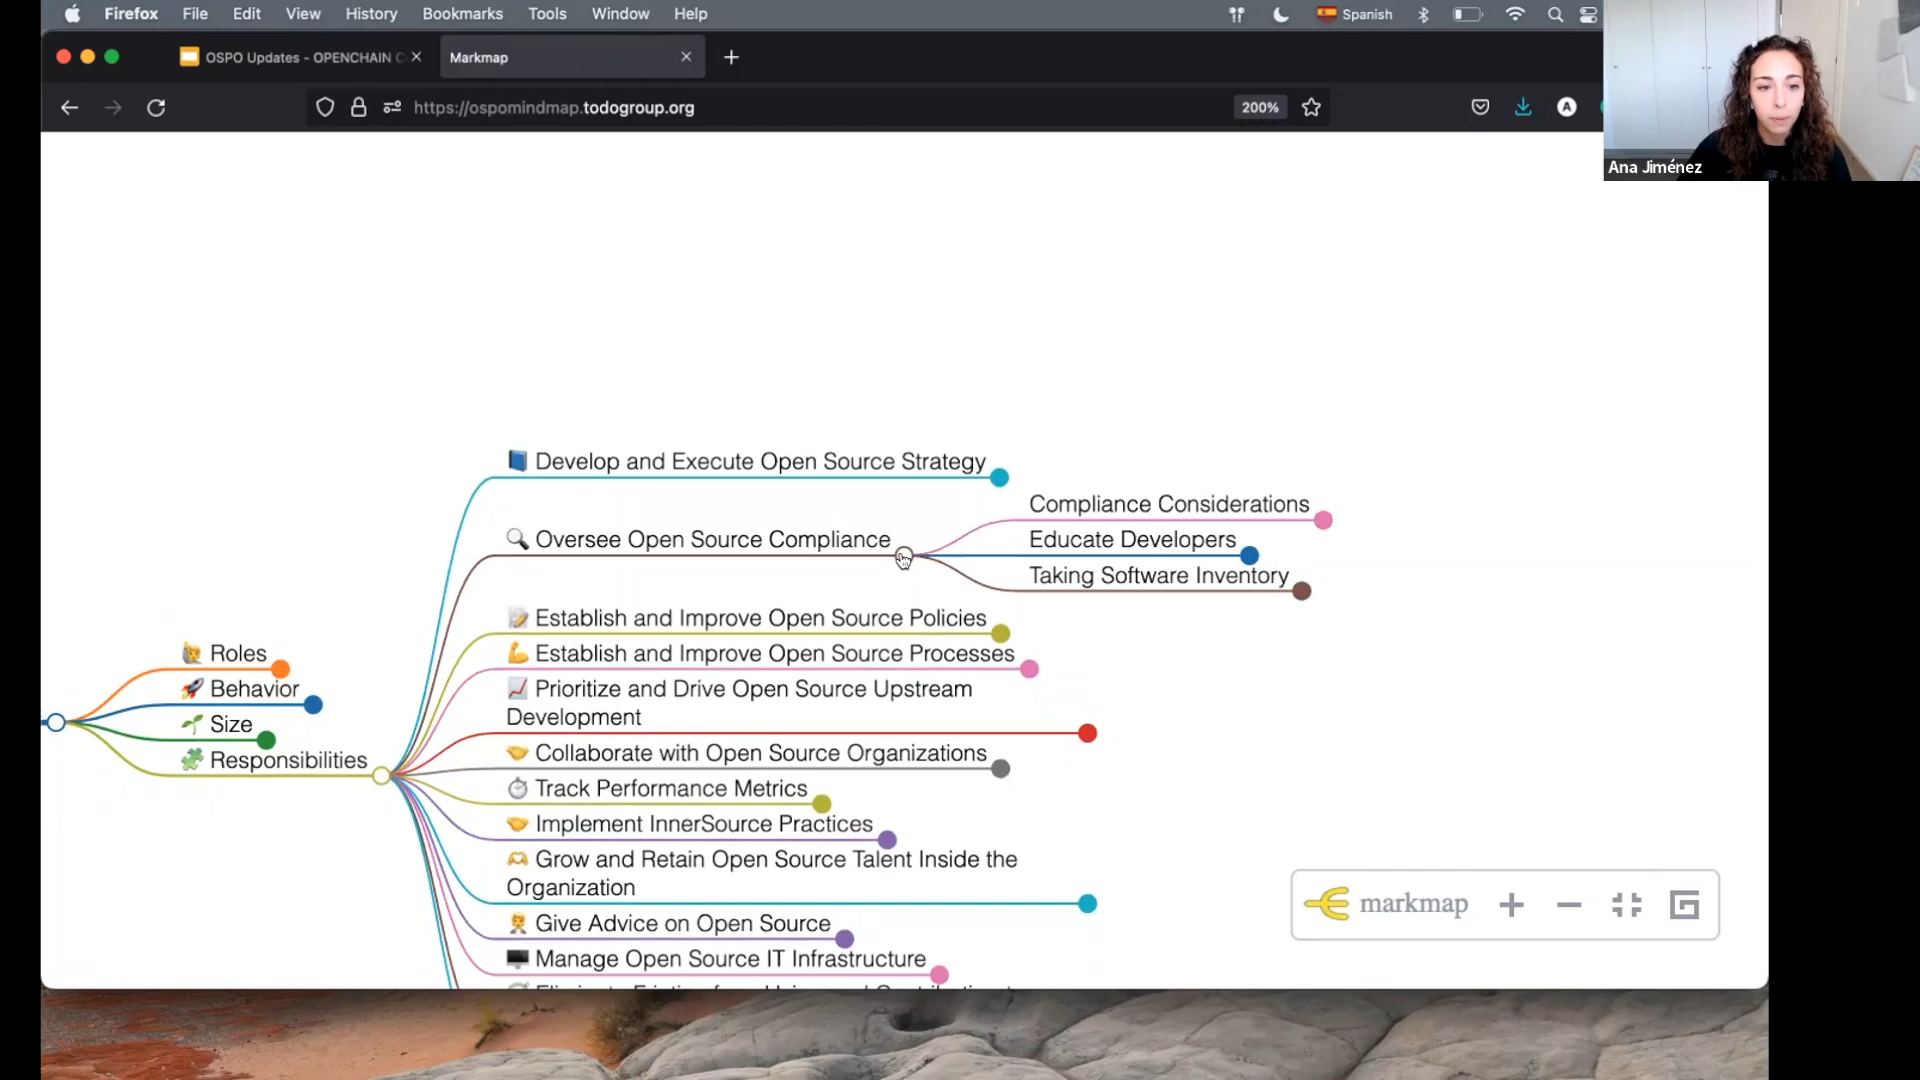 Firefox File Edit View History Bookmarks Tools Window Help Spanish
OSPO Updates - OPENCHAIN
Markmap
https://ospomindmap.todogroup.org 200% A
Ana Jiménez
Develop and Execute Open Source Strategy
Compliance Considerations
Oversee Open Source Compliance
Educate Developers
Taking Software Inventory
Establish and Improve Open Source Policies
Roles
Establish and Improve Open Source Processes
Behavior
Prioritize and Drive Open Source Upstream
Development
Size
Responsibilities
Collaborate with Open Source Organizations
Track Performance Metrics
Implement InnerSource Practices
Grow and Retain Open Source Talent Inside the
Organization
Give Advice on Open Source
Manage Open Source IT Infrastructure
markmap